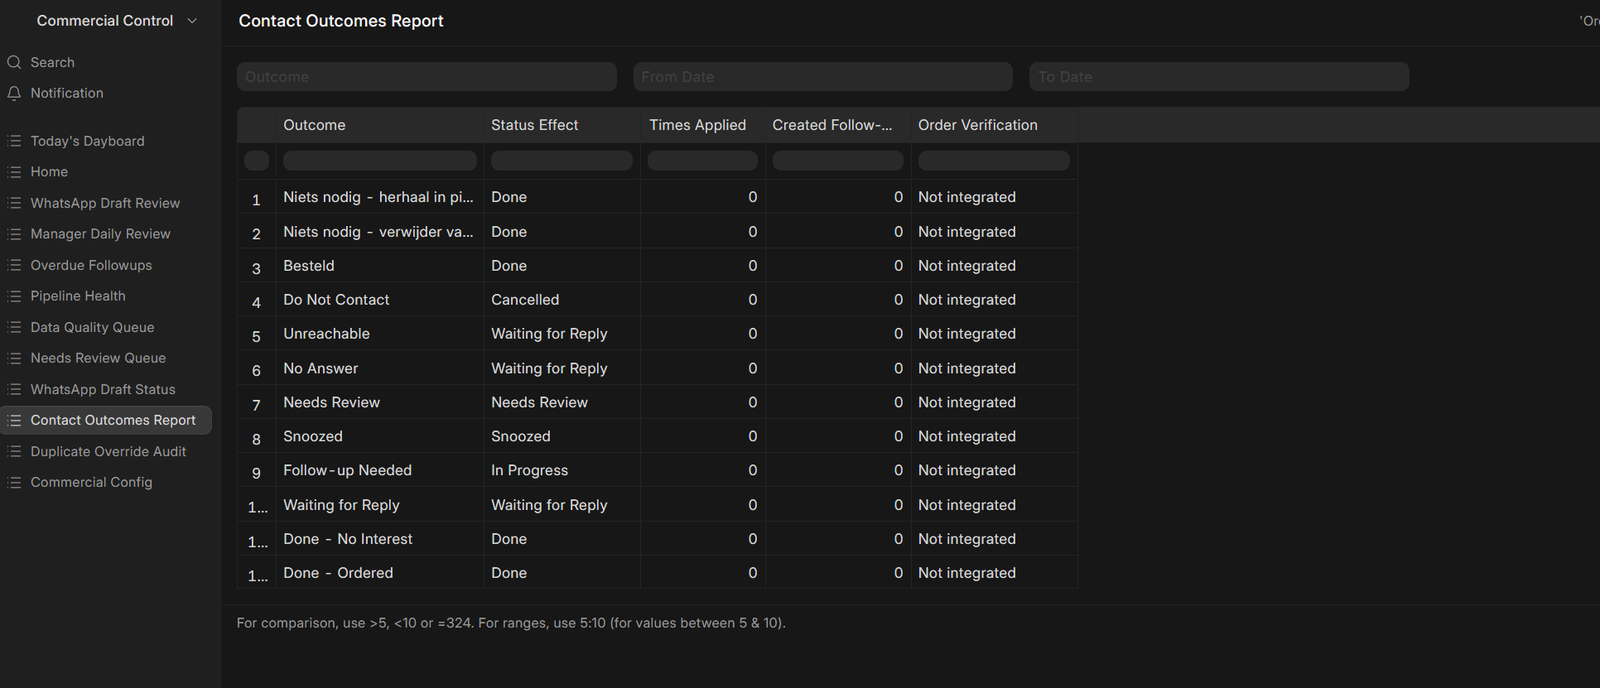 Commercial Control
Contact Outcomes Report
Search
Notification
Today's Dayboard
Home
WhatsApp Draft Review
Manager Daily Review
Overdue Followups
Pipeline Health
Data Quality Queue
Needs Review Queue
WhatsApp Draft Status
Contact Outcomes Report
Duplicate Override Audit
Commercial Config
Outcome From Date To Date
Outcome Status Effect Times Applied Created Follow-... Order Verification
1 Niets nodig - herhaal in pi... Done 0 0 Not integrated
2 Niets nodig - verwijder va... Done 0 0 Not integrated
3 Besteld Done 0 0 Not integrated
4 Do Not Contact Cancelled 0 0 Not integrated
5 Unreachable Waiting for Reply 0 0 Not integrated
6 No Answer Waiting for Reply 0 0 Not integrated
7 Needs Review Needs Review 0 0 Not integrated
8 Snoozed Snoozed 0 0 Not integrated
9 Follow-up Needed In Progress 0 0 Not integrated
1... Waiting for Reply Waiting for Reply 0 0 Not integrated
1... Done - No Interest Done 0 0 Not integrated
1... Done - Ordered Done 0 0 Not integrated
For comparison, use >5, <10 or =324. For ranges, use 5:10 (for values between 5 & 10).